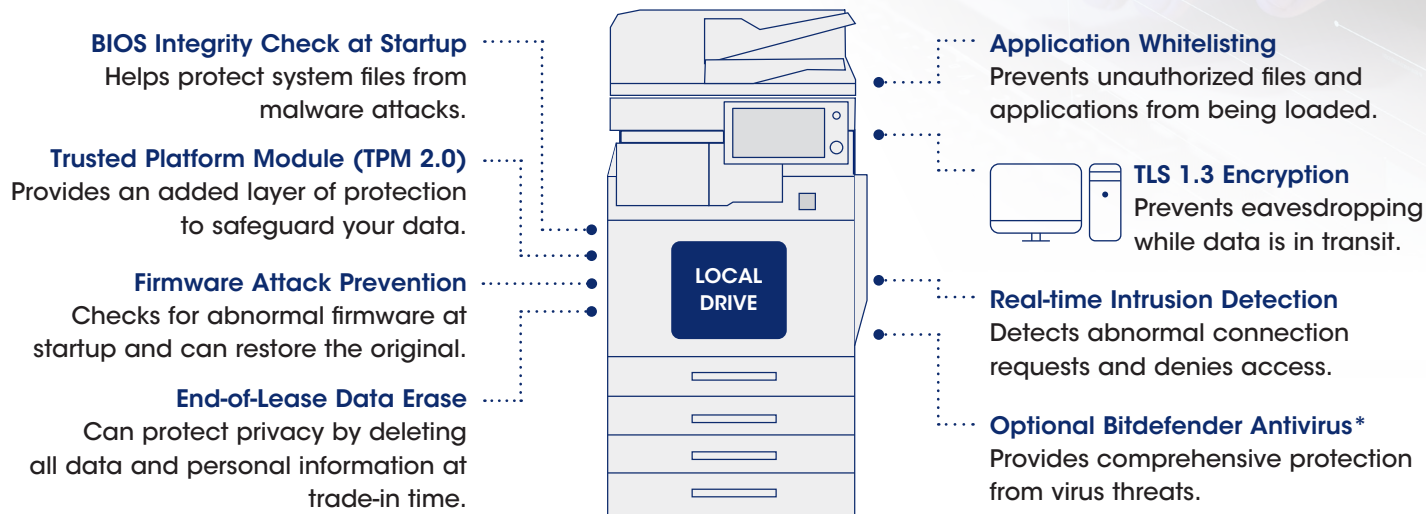 BIOS Integrity Check at Startup
Helps protect system files from
malware attacks.
Trusted Platform Module (TPM 2.0)
Provides an added layer of protection
to safeguard your data.
Firmware Attack Prevention
Checks for abnormal firmware at
startup and can restore the original.
End-of-Lease Data Erase
Can protect privacy by deleting
all data and personal information at
trade-in time.
LOCAL
DRIVE
Application Whitelisting
Prevents unauthorized files and
applications from being loaded.
TLS 1.3 Encryption
Prevents eavesdropping
while data is in transit.
Real-time Intrusion Detection
Detects abnormal connection
requests and denies access.
Optional Bitdefender Antivirus*
Provides comprehensive protection
from virus threats.